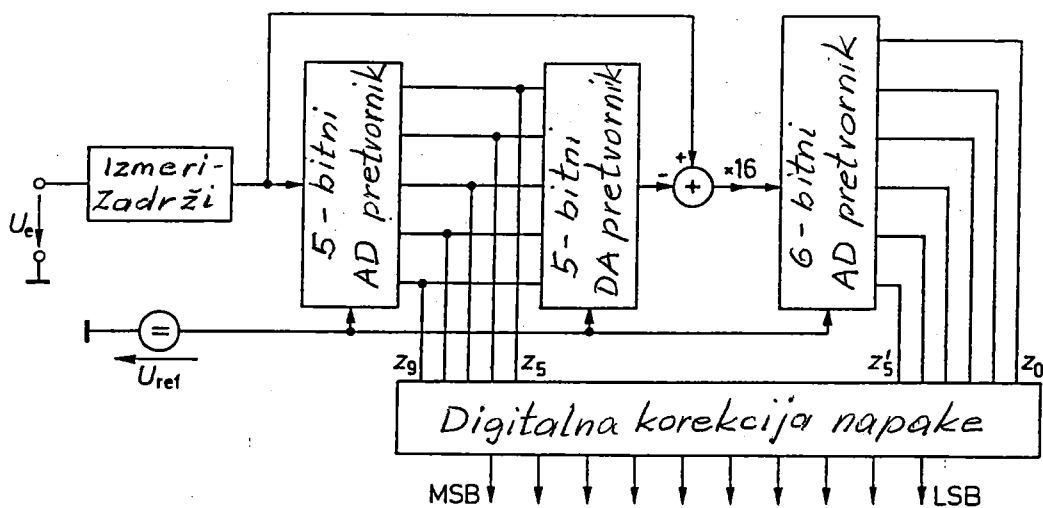 Izmeri-
Zadrži
Ue
5-bitni
AD pretvornik
5-bitni
DA pretvornik
+
-
+
×16
6-bitni
AD pretvornik
=
Uref
z9
z5
z5'
z0
Digitalna korekcija napake
MSB
LSB